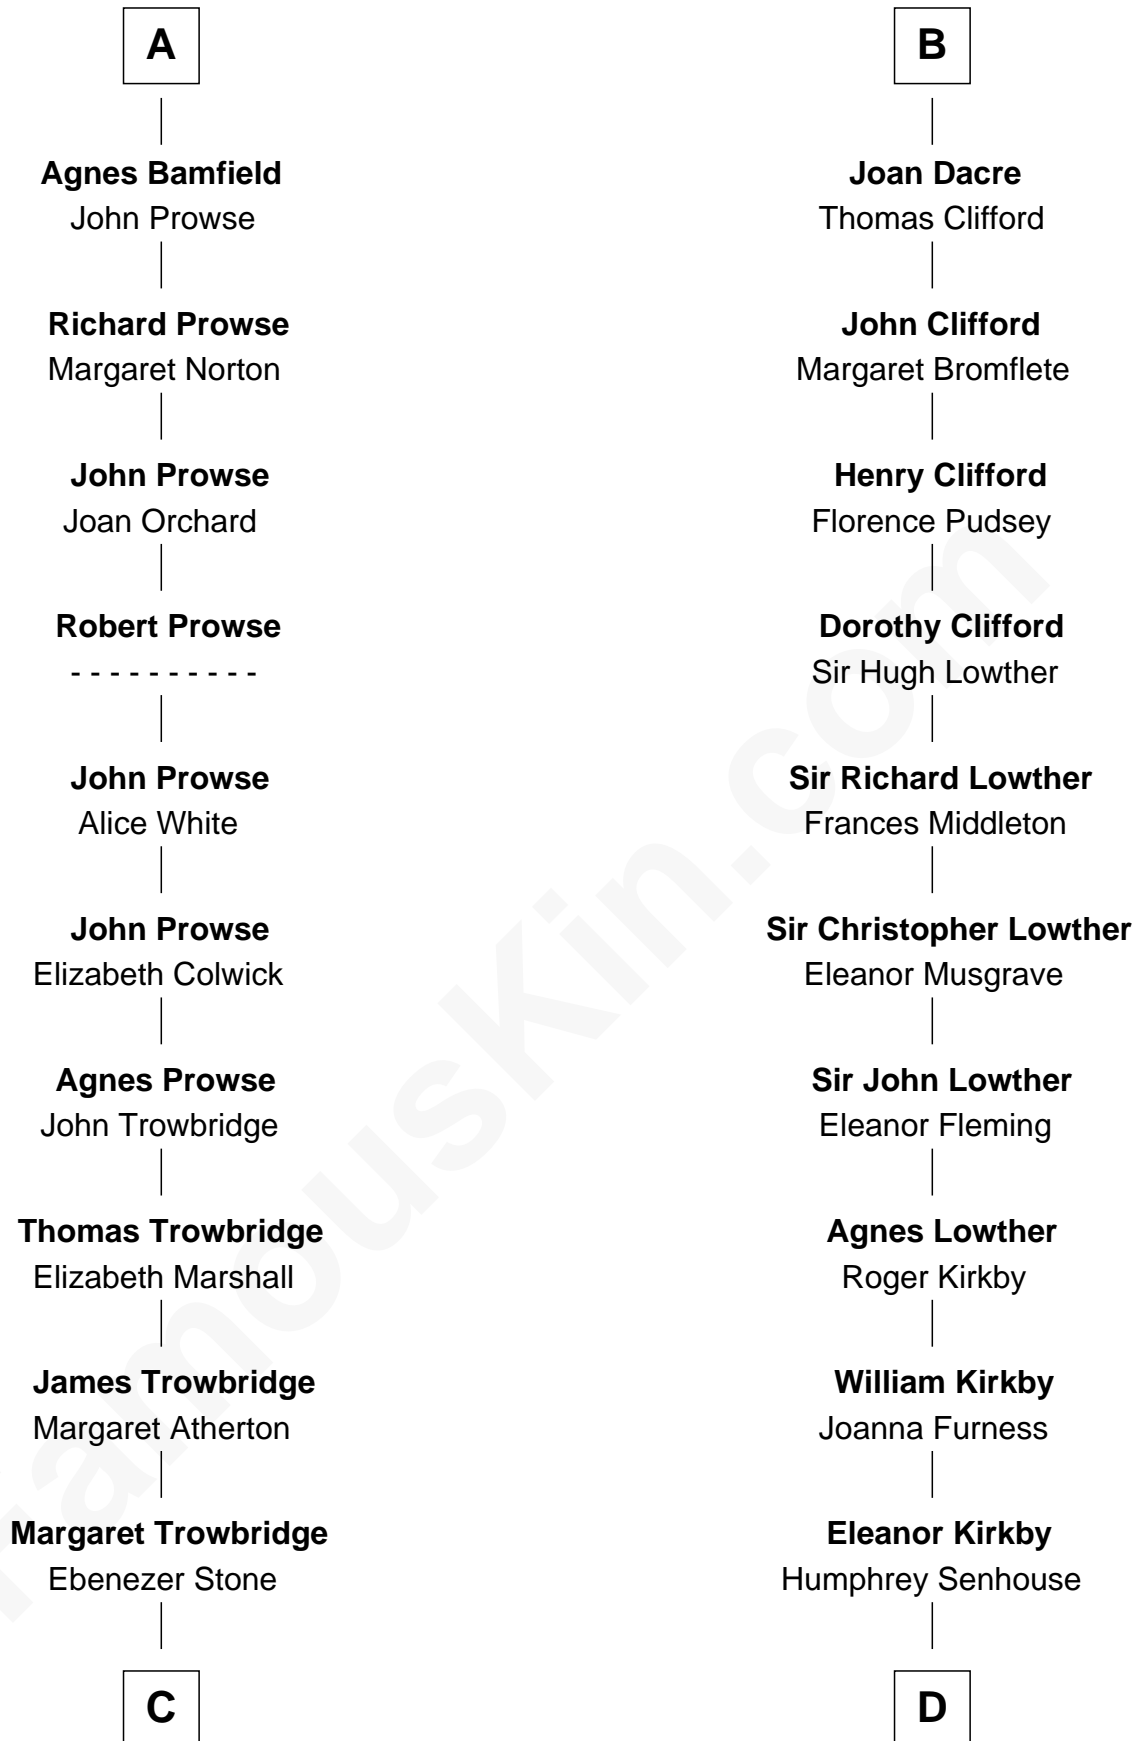 A
Agnes Bamfield
John Prowse
Richard Prowse
Margaret Norton
John Prowse
Joan Orchard
Robert Prowse
- - - - - - - - - -
John Prowse
Alice White
John Prowse
Elizabeth Colwick
Agnes Prowse
John Trowbridge
Thomas Trowbridge
Elizabeth Marshall
James Trowbridge
Margaret Atherton
Margaret Trowbridge
Ebenezer Stone
C
B
Joan Dacre
Thomas Clifford
John Clifford
Margaret Bromflete
Henry Clifford
Florence Pudsey
Dorothy Clifford
Sir Hugh Lowther
Sir Richard Lowther
Frances Middleton
Sir Christopher Lowther
Eleanor Musgrave
Sir John Lowther
Eleanor Fleming
Agnes Lowther
Roger Kirkby
William Kirkby
Joanna Furness
Eleanor Kirkby
Humphrey Senhouse
D
FamousKin.com